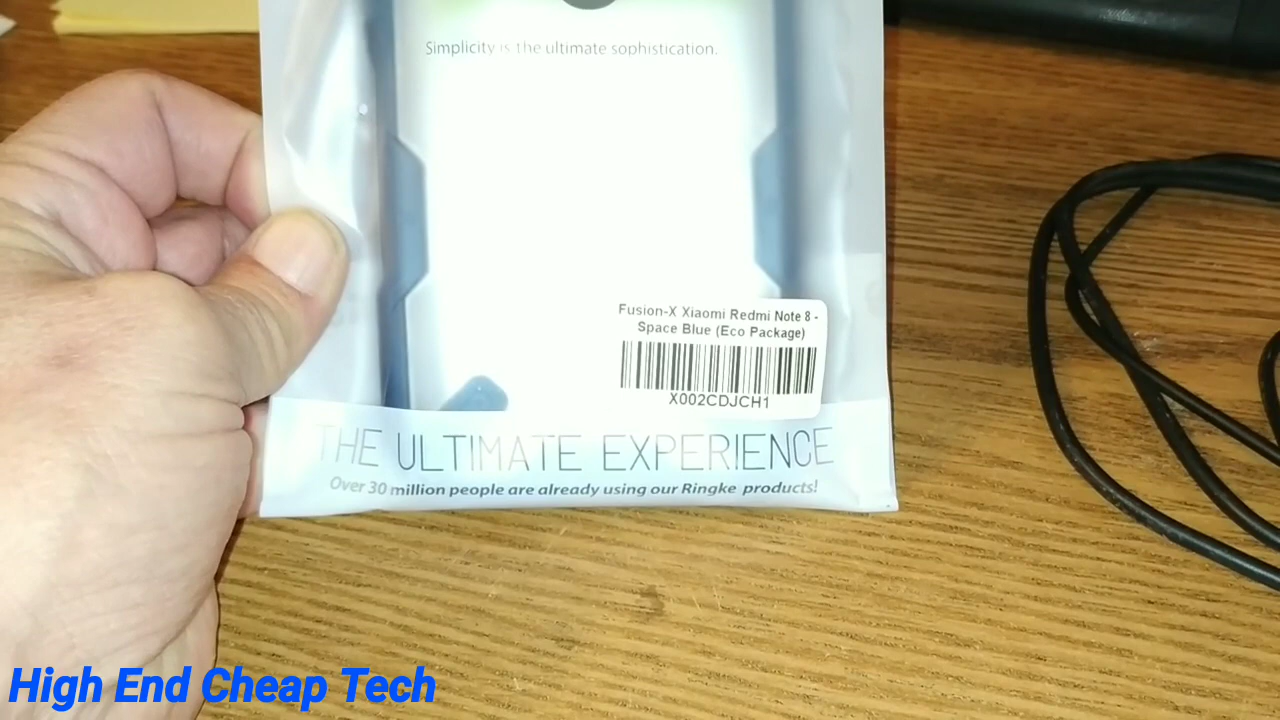 Simplicity is the ultimate sophistication.
Fusion-X Xiaomi Redmi Note 8 -
Space Blue (Eco Package)
X002CDJCH1
THE ULTIMATE EXPERIENCE
Over 30 million people are already using our Ringke products!
High End Cheap Tech